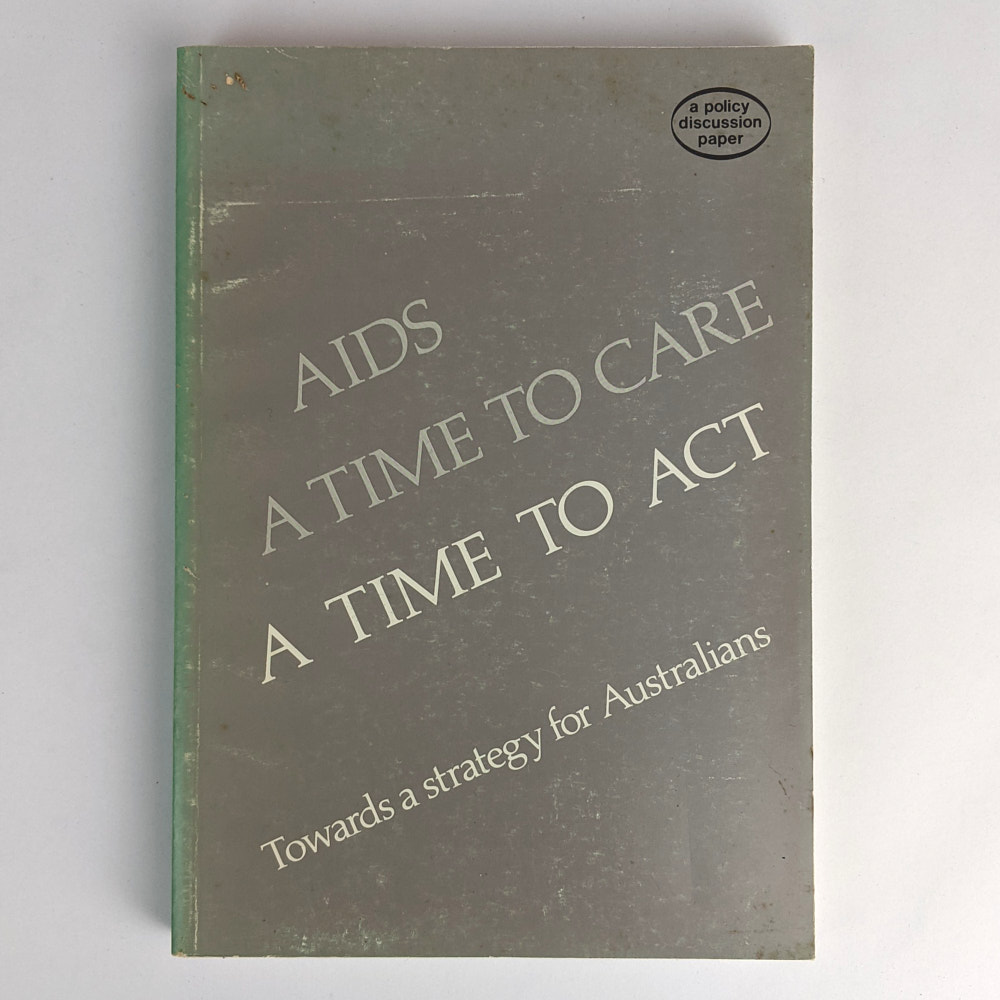 a policy
discussion
paper
AIDS
A TIME TO CARE
A TIME TO ACT
Towards a strategy for Australians